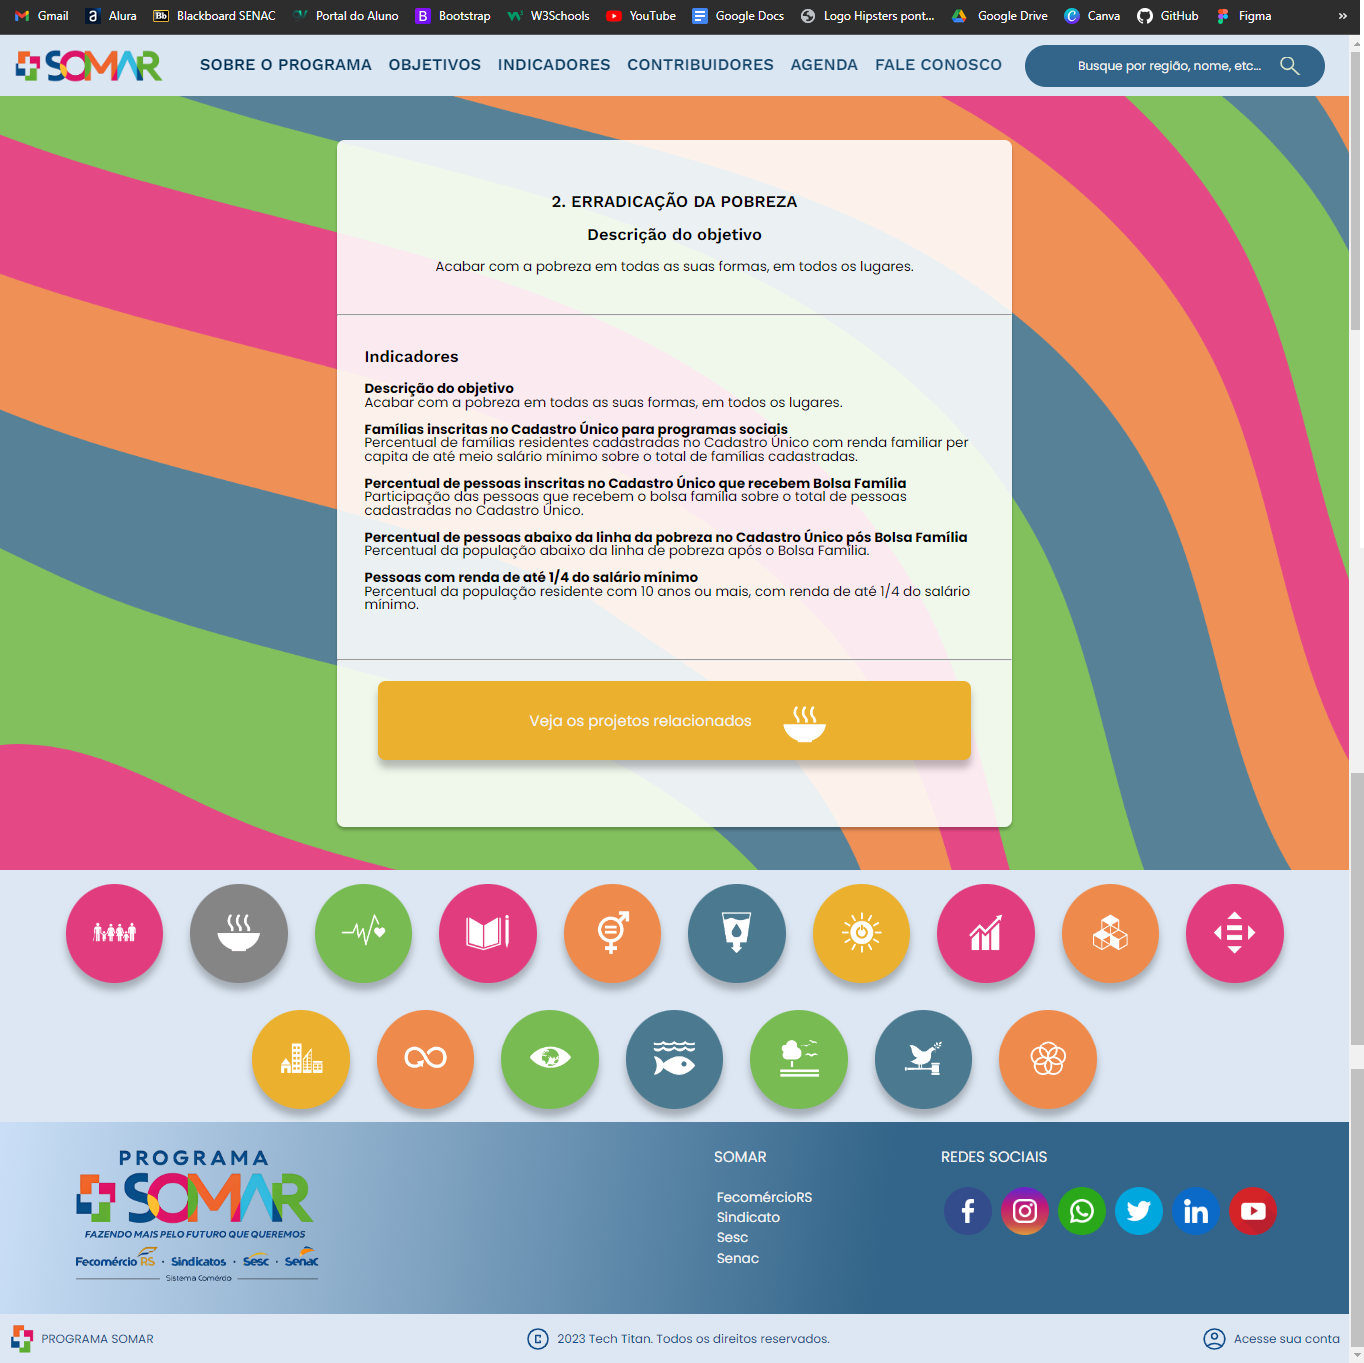 Gmail Alura Blackboard SENAC Portal do Aluno Bootstrap W3Schools YouTube Google Docs Logo Hipsters pont... Google Drive Canva GitHub Figma »
SOMAR SOBRE O PROGRAMA OBJETIVOS INDICADORES CONTRIBUIDORES AGENDA FALE CONOSCO Busque por região, nome, etc...
2. ERRADICAÇÃO DA POBREZA
Descrição do objetivo
Acabar com a pobreza em todas as suas formas, em todos os lugares.
Indicadores
Descrição do objetivo
Acabar com a pobreza em todas as suas formas, em todos os lugares.
Famílias inscritas no Cadastro Único para programas sociais
Percentual de famílias residentes cadastradas no Cadastro Único com renda familiar per
capita de até meio salário mínimo sobre o total de famílias cadastradas.
Percentual de pessoas inscritas no Cadastro Único que recebem Bolsa Família
Participação das pessoas que recebem o bolsa família sobre o total de pessoas
cadastradas no Cadastro Único.
Percentual de pessoas abaixo da linha da pobreza no Cadastro Único pós Bolsa Família
Percentual da população abaixo da linha de pobreza após o Bolsa Família.
Pessoas com renda de até 1/4 do salário mínimo
Percentual da população residente com 10 anos ou mais, com renda de até 1/4 do salário
mínimo.
Veja os projetos relacionados
PROGRAMA
SOMAR
FAZENDO MAIS PELO FUTURO QUE QUEREMOS
Fecomércio RS · Sindicatos · Sesc · Senac
Sistema Comércio
SOMAR
FecomércioRS
Sindicato
Sesc
Senac
REDES SOCIAIS
PROGRAMA SOMAR
2023 Tech Titan. Todos os direitos reservados.
Acesse sua conta